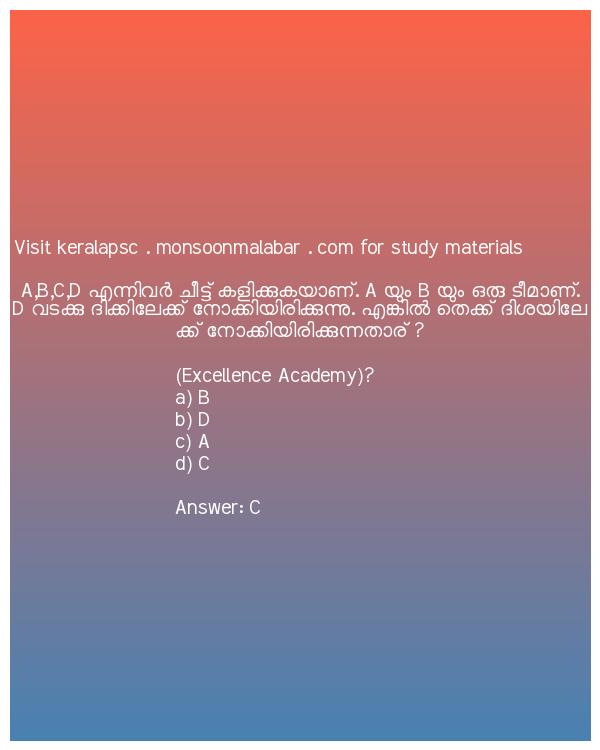 Visit keralapsc . monsoonmalabar . com for study materials
A,B,C,D എന്നിവർ ചീട്ട് കളിക്കുകയാണ്. A യും B യും ഒരു ടീമാണ്.
D വടക്കു ദിക്കിലേക്ക് നോക്കിയിരിക്കുന്നു. എങ്കിൽ തെക്ക് ദിശയിലേ
ക്ക് നോക്കിയിരിക്കുന്നതാര് ?
(Excellence Academy)?
a) B
b) D
c) A
d) C
Answer: C